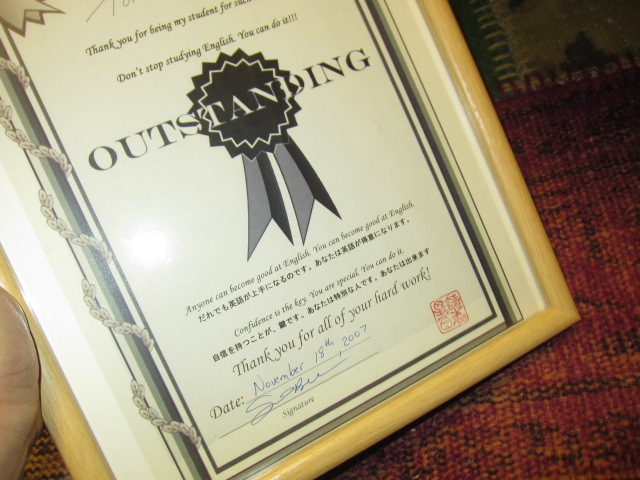 Thank you for being my student for such
Don't stop studying English. You can do it!!!
OUTSTANDING
Anyone can become good at English. You can become good at English.
だれでも英語が上手になるのです。あなたは英語が得意になります。
Confidence is the key. You are special. You can do it.
自信を持つことが、鍵です。あなたは特別な人です。あなたは出来ます
Thank you for all of your hard work!
Date: November 18th 2007
Signature